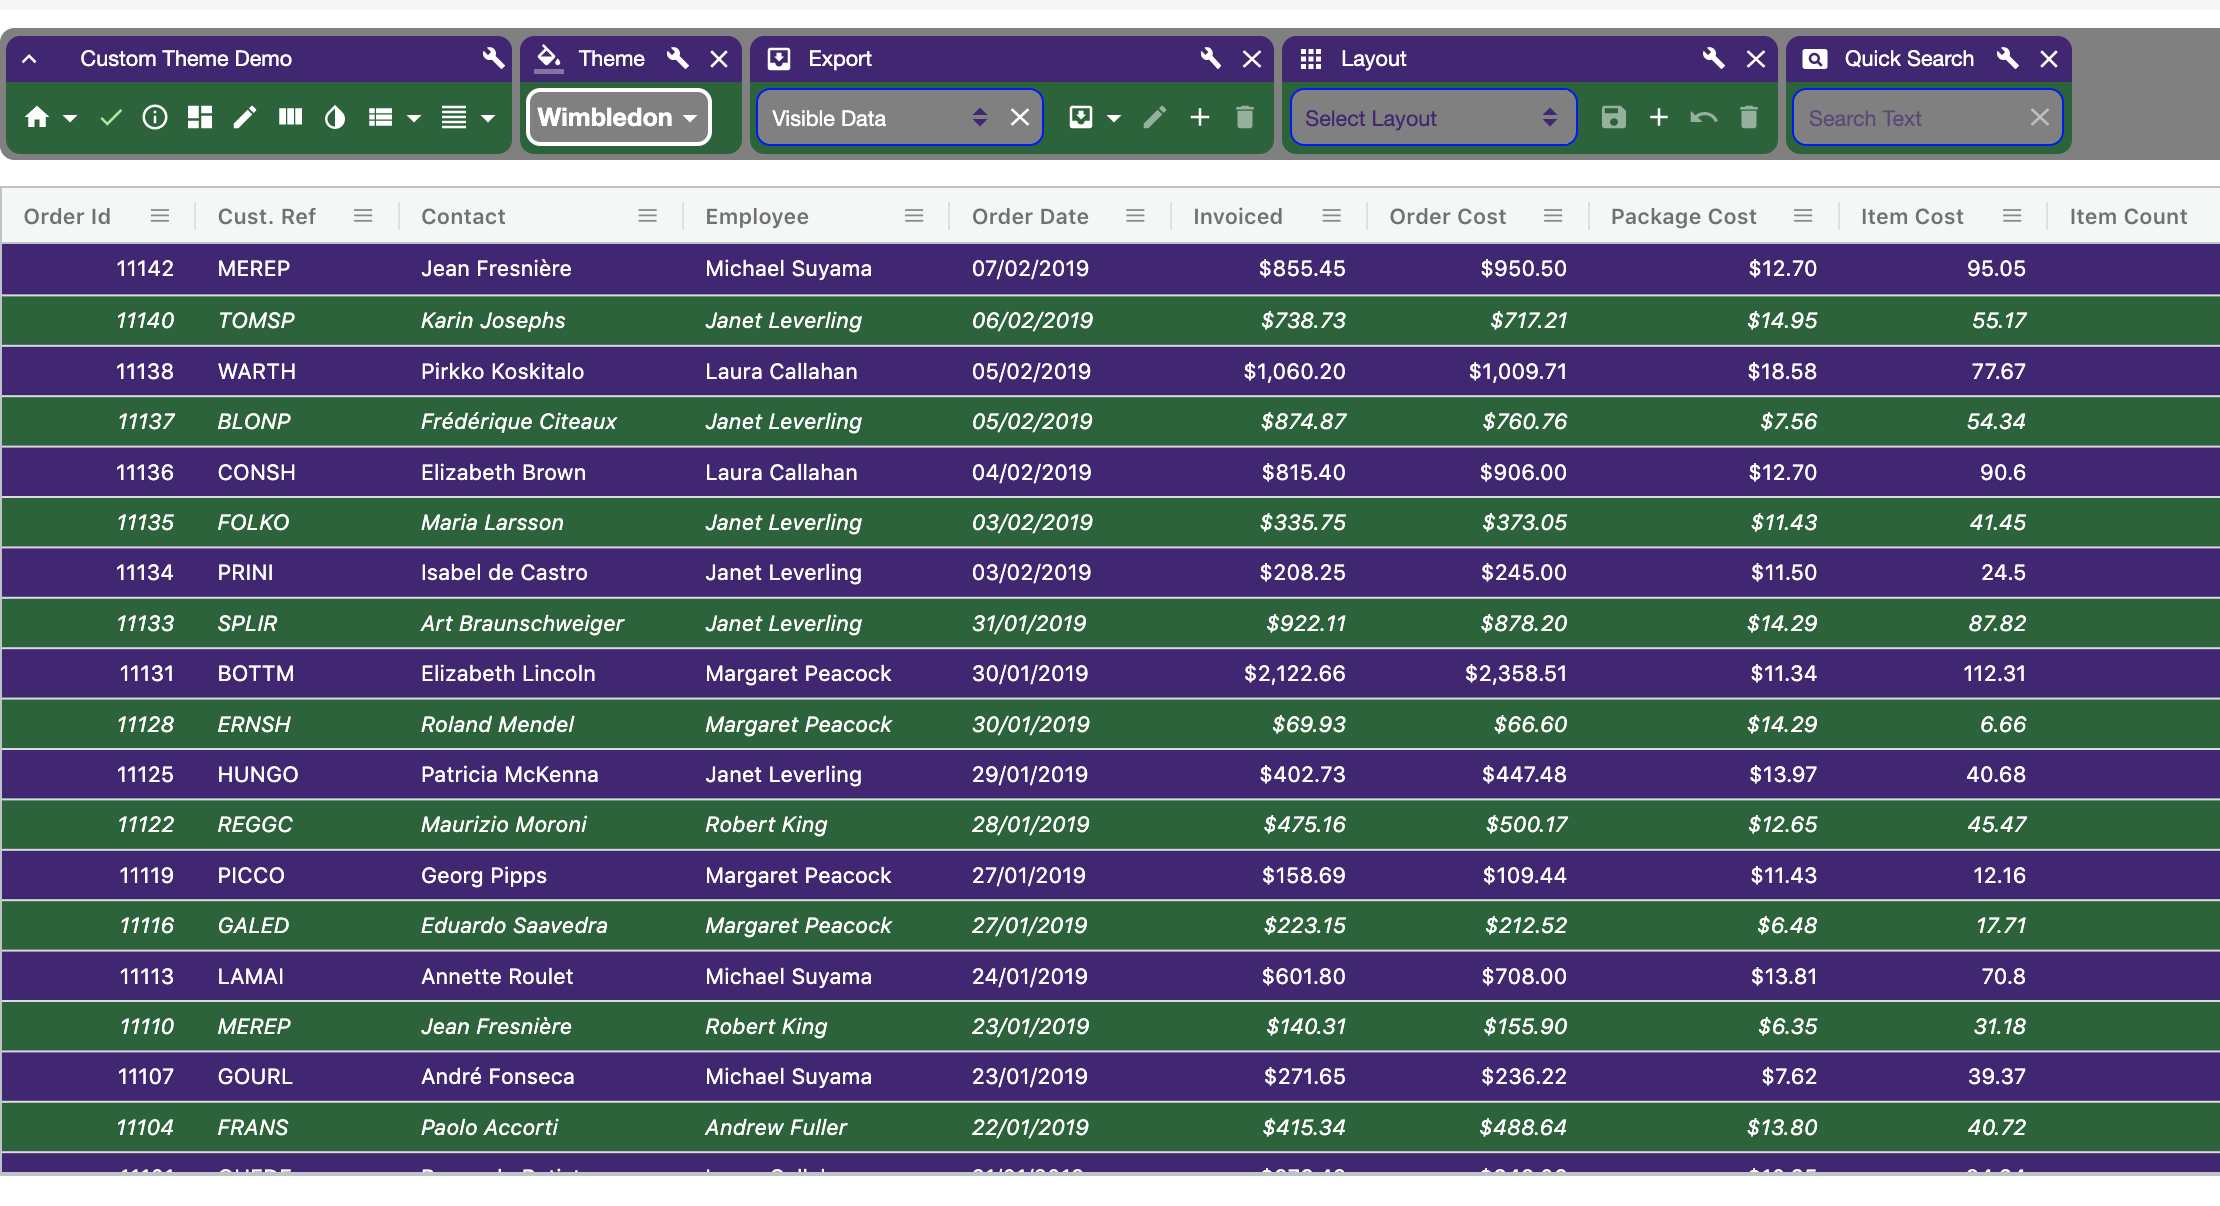 Custom Theme Demo Theme Export Layout Quick Search
Wimbledon Visible Data Select Layout Search Text
Order Id Cust. Ref Contact Employee Order Date Invoiced Order Cost Package Cost Item Cost Item Count
11142 MEREP Jean Fresnière Michael Suyama 07/02/2019 $855.45 $950.50 $12.70 95.05
11140 TOMSP Karin Josephs Janet Leverling 06/02/2019 $738.73 $717.21 $14.95 55.17
11138 WARTH Pirkko Koskitalo Laura Callahan 05/02/2019 $1,060.20 $1,009.71 $18.58 77.67
11137 BLONP Frédérique Citeaux Janet Leverling 05/02/2019 $874.87 $760.76 $7.56 54.34
11136 CONSH Elizabeth Brown Laura Callahan 04/02/2019 $815.40 $906.00 $12.70 90.6
11135 FOLKO Maria Larsson Janet Leverling 03/02/2019 $335.75 $373.05 $11.43 41.45
11134 PRINI Isabel de Castro Janet Leverling 03/02/2019 $208.25 $245.00 $11.50 24.5
11133 SPLIR Art Braunschweiger Janet Leverling 31/01/2019 $922.11 $878.20 $14.29 87.82
11131 BOTTM Elizabeth Lincoln Margaret Peacock 30/01/2019 $2,122.66 $2,358.51 $11.34 112.31
11128 ERNSH Roland Mendel Margaret Peacock 30/01/2019 $69.93 $66.60 $14.29 6.66
11125 HUNGO Patricia McKenna Janet Leverling 29/01/2019 $402.73 $447.48 $13.97 40.68
11122 REGGC Maurizio Moroni Robert King 28/01/2019 $475.16 $500.17 $12.65 45.47
11119 PICCO Georg Pipps Margaret Peacock 27/01/2019 $158.69 $109.44 $11.43 12.16
11116 GALED Eduardo Saavedra Margaret Peacock 27/01/2019 $223.15 $212.52 $6.48 17.71
11113 LAMAI Annette Roulet Michael Suyama 24/01/2019 $601.80 $708.00 $13.81 70.8
11110 MEREP Jean Fresnière Robert King 23/01/2019 $140.31 $155.90 $6.35 31.18
11107 GOURL André Fonseca Michael Suyama 23/01/2019 $271.65 $236.22 $7.62 39.37
11104 FRANS Paolo Accorti Andrew Fuller 22/01/2019 $415.34 $488.64 $13.80 40.72